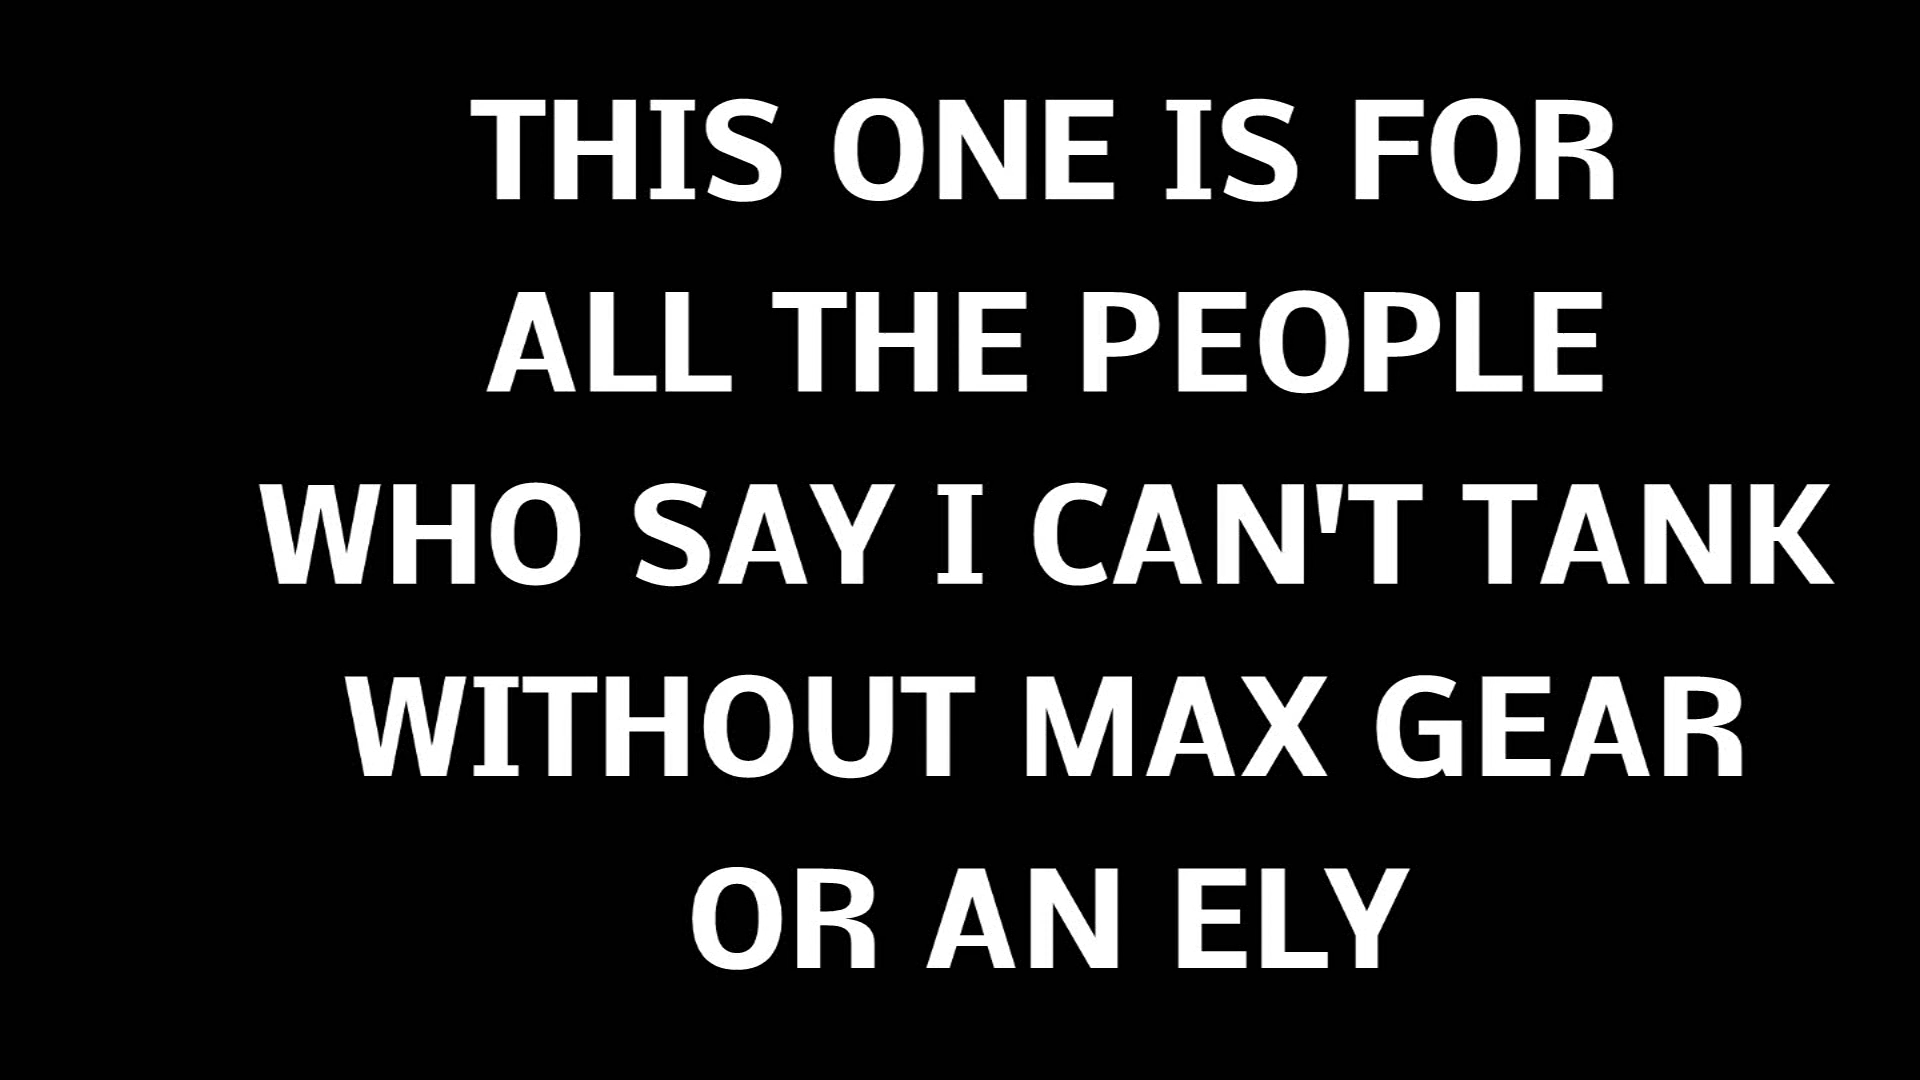 THIS ONE IS FOR
ALL THE PEOPLE
WHO SAY I CAN'T TANK
WITHOUT MAX GEAR
OR AN ELY